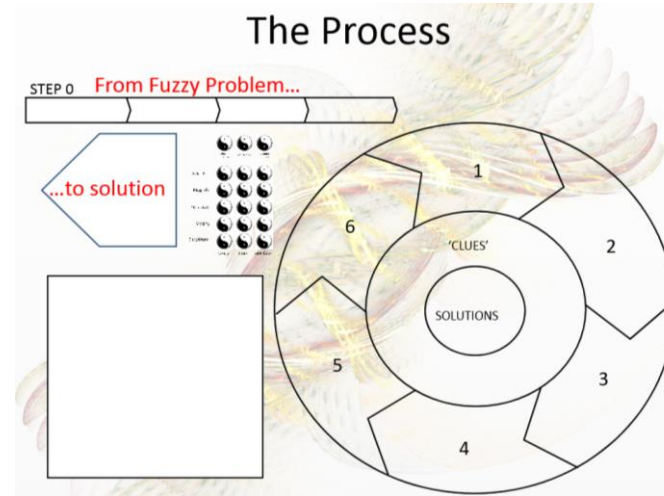 The Process
STEP 0
From Fuzzy Problem...
...to solution
1
2
3
4
5
6
'CLUES'
SOLUTIONS